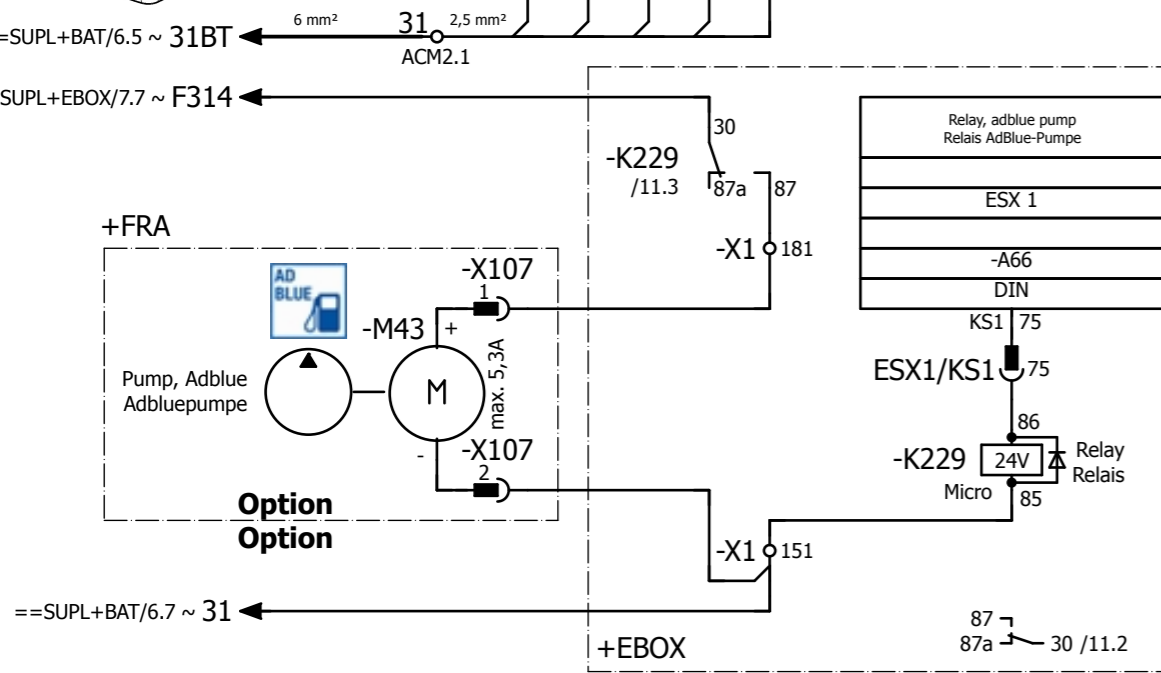 6 mm²
31
2,5 mm²
=SUPL+BAT/6.5 ~ 31BT
ACM2.1
SUPL+EBOX/7.7 ~ F314
30
-K229
/11.3
87a
87
Relay, adblue pump
Relais AdBlue-Pumpe
ESX 1
-A66
DIN
+FRA
-X1
181
AD
BLUE
-X107
1
-M43
+
KS1
75
ESX1/KS1
75
Pump, Adblue
Adbluepumpe
M
max. 5,3A
86
-
-X107
2
-K229
24V
Relay
Relais
Micro
85
Option
Option
-X1
151
==SUPL+BAT/6.7 ~ 31
+EBOX
87
87a
30 /11.2